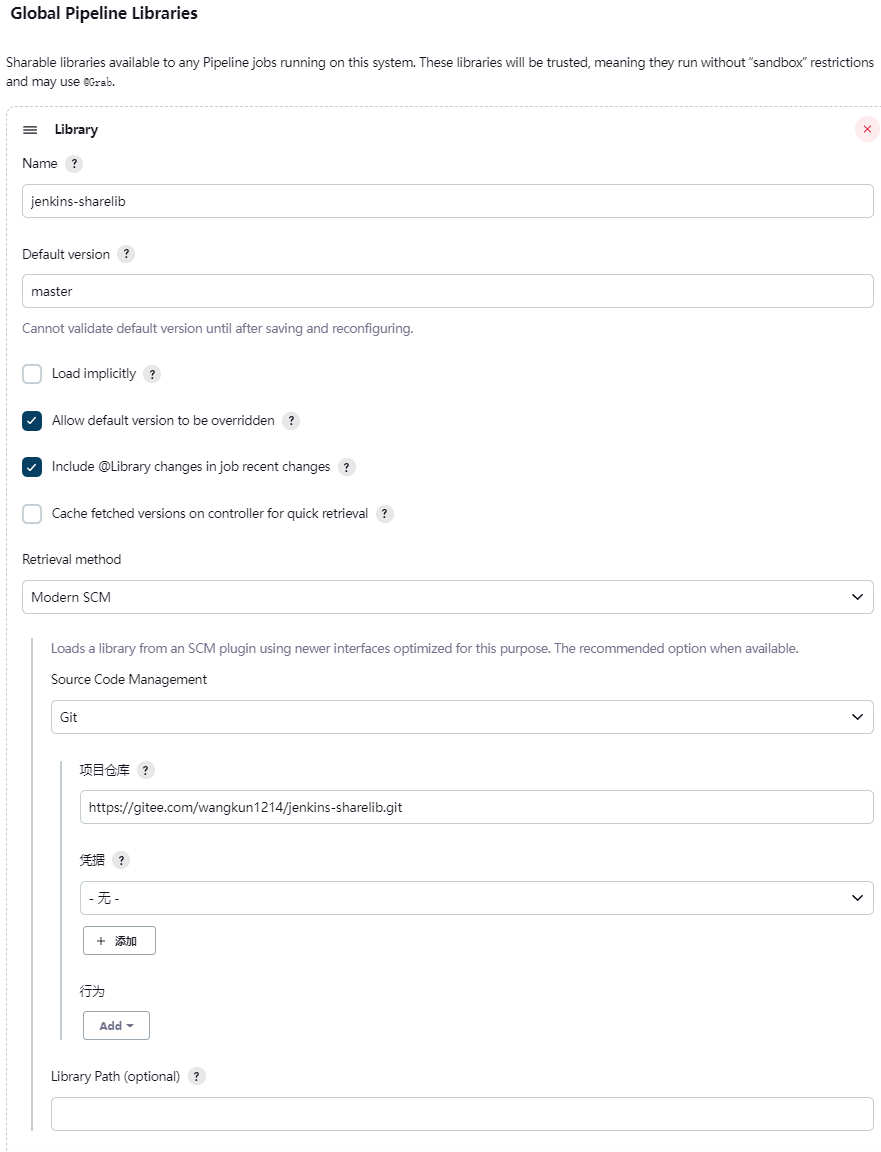 Global Pipeline Libraries
Sharable libraries available to any Pipeline jobs running on this system. These libraries will be trusted, meaning they run without “sandbox” restrictions
and may use @Grab.
Library
Name ?
jenkins-sharelib
Default version ?
master
Cannot validate default version until after saving and reconfiguring.
Load implicitly ?
Allow default version to be overridden ?
Include @Library changes in job recent changes ?
Cache fetched versions on controller for quick retrieval ?
Retrieval method
Modern SCM
Loads a library from an SCM plugin using newer interfaces optimized for this purpose. The recommended option when available.
Source Code Management
Git
项目仓库 ?
https://gitee.com/wangkun1214/jenkins-sharelib.git
凭据 ?
- 无 -
+ 添加
行为
Add
Library Path (optional) ?